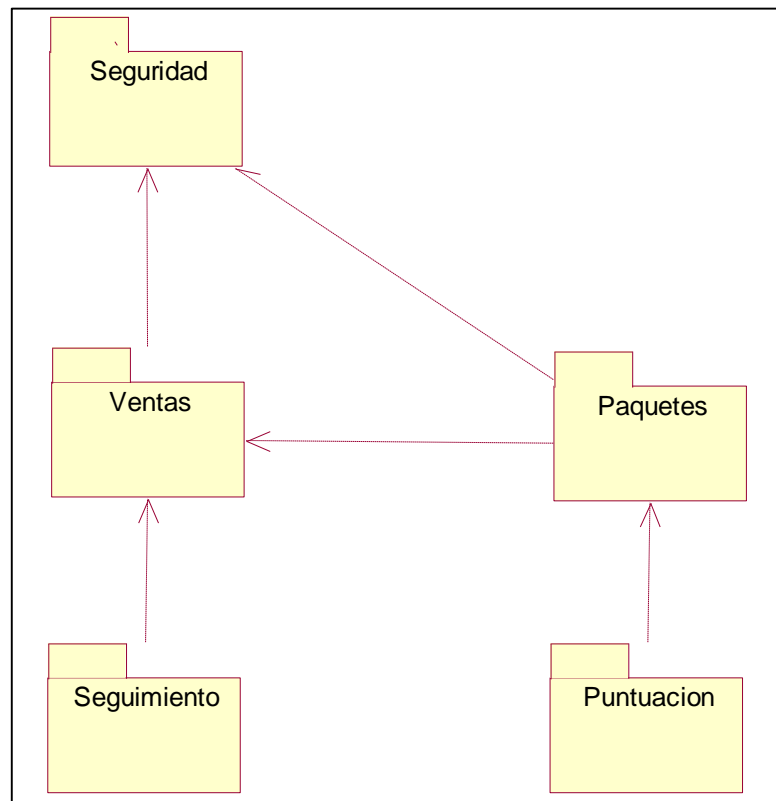 Seguridad
Ventas
Paquetes
Seguimiento
Puntuacion